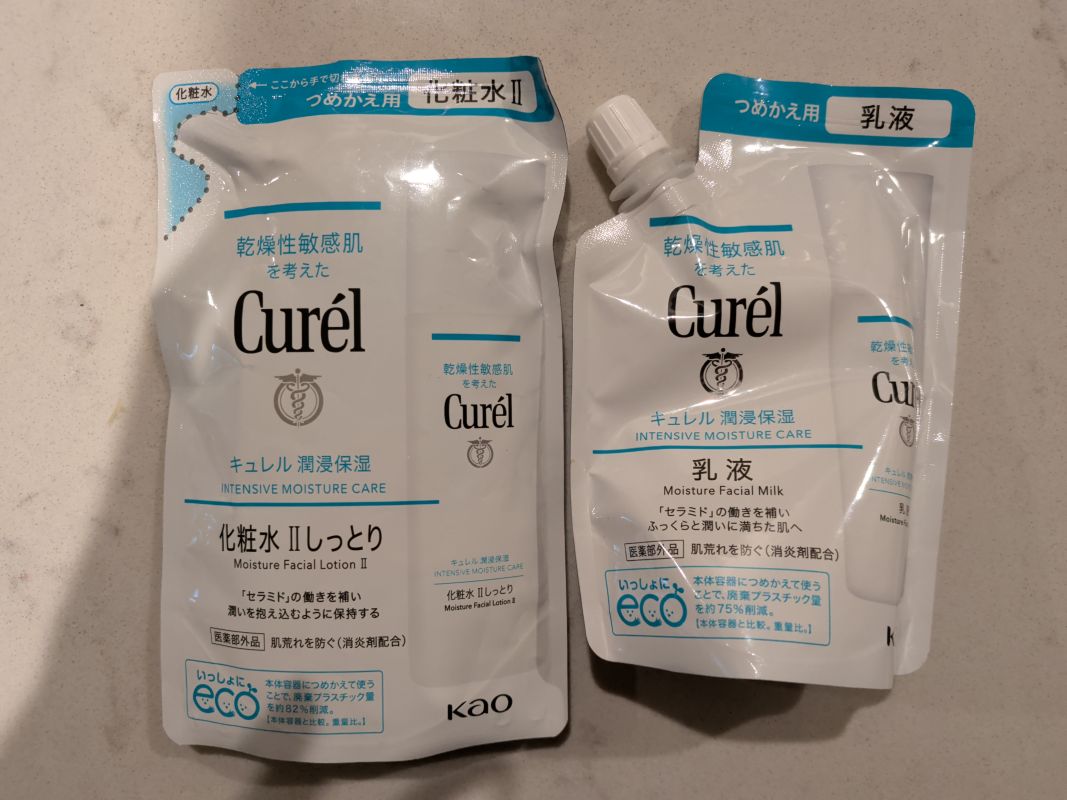 化粧水
ここから手で切
つめかえ用 化粧水Ⅱ
乾燥性敏感肌
を考えた
Curél
キュレル 潤浸保湿
INTENSIVE MOISTURE CARE
化粧水 Ⅱしっとり
Moisture Facial Lotion Ⅱ
「セラミド」の働きを補い
潤いを抱え込むように保持する
医薬部外品 肌荒れを防ぐ(消炎剤配合)
いっしょに
eco
本体容器につめかえて使う
ことで、廃棄プラスチック量
を約82%削減。
【本体容器と比較。重量比。】
乾燥性敏感肌
を考えた
Curél
キュレル 潤浸保湿
INTENSIVE MOISTURE CARE
化粧水 Ⅱしっとり
Moisture Facial Lotion Ⅱ
Kao
つめかえ用 乳液
乾燥性敏感肌
を考えた
Curél
キュレル 潤浸保湿
INTENSIVE MOISTURE CARE
乳液
Moisture Facial Milk
「セラミド」の働きを補い
ふっくらと潤いに満ちた肌へ
医薬部外品 肌荒れを防ぐ(消炎剤配合)
いっしょに
eco
本体容器につめかえて使う
ことで、廃棄プラスチック量
を約75%削減。
【本体容器と比較。重量比。】
乾燥性
を考
Cur
キュレル
INTENSIVE M
乳
Moisture F
K